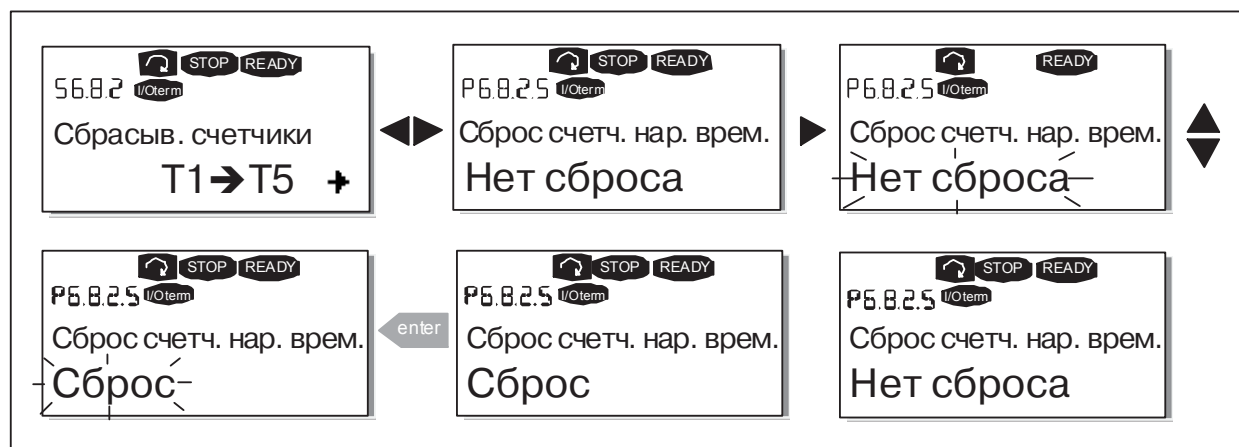 STOP READY
S6.8.2 I/Oterm
Сбрасыв. счетчики
T1➔T5
STOP READY
P6.8.2.5 I/Oterm
Сброс счетч. нар. врем.
Нет сброса
READY
P6.8.2.5 I/Oterm
Сброс счетч. нар. врем.
Нет сброса
STOP READY
P6.8.2.5 I/Oterm
Сброс счетч. нар. врем.
Сброс
enter
STOP READY
P6.8.2.5 I/Oterm
Сброс счетч. нар. врем.
Сброс
STOP READY
P6.8.2.5 I/Oterm
Сброс счетч. нар. врем.
Нет сброса